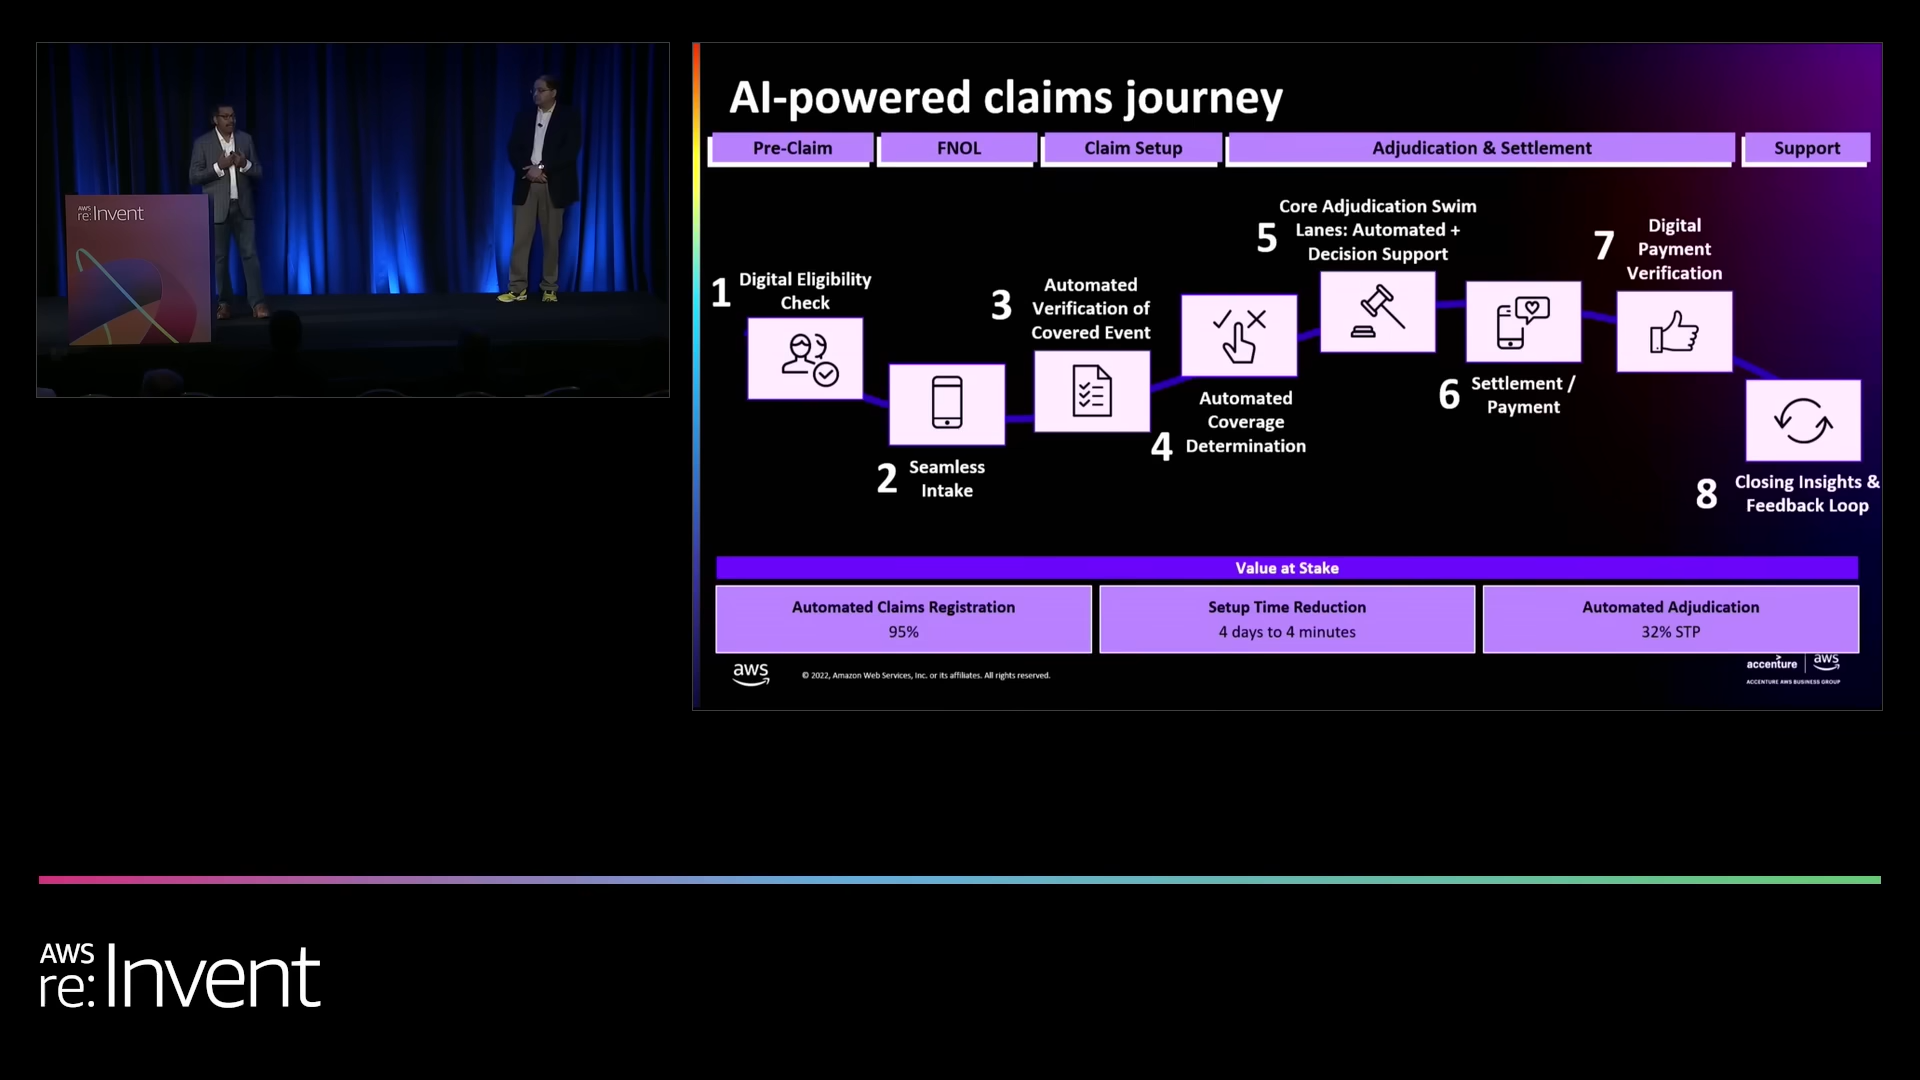 AWS
re:Invent
AI-powered claims journey
Pre-Claim
FNOL
Claim Setup
Adjudication & Settlement
Support
1
Digital Eligibility
Check
2
Seamless
Intake
3
Automated
Verification of
Covered Event
4
Automated
Coverage
Determination
5
Core Adjudication Swim
Lanes: Automated +
Decision Support
6
Settlement /
Payment
7
Digital
Payment
Verification
8
Closing Insights &
Feedback Loop
Value at Stake
Automated Claims Registration
95%
Setup Time Reduction
4 days to 4 minutes
Automated Adjudication
32% STP
aws
© 2022, Amazon Web Services, Inc. or its affiliates. All rights reserved.
accenture
aws
ACCENTURE AWS BUSINESS GROUP
AWS
re:Invent